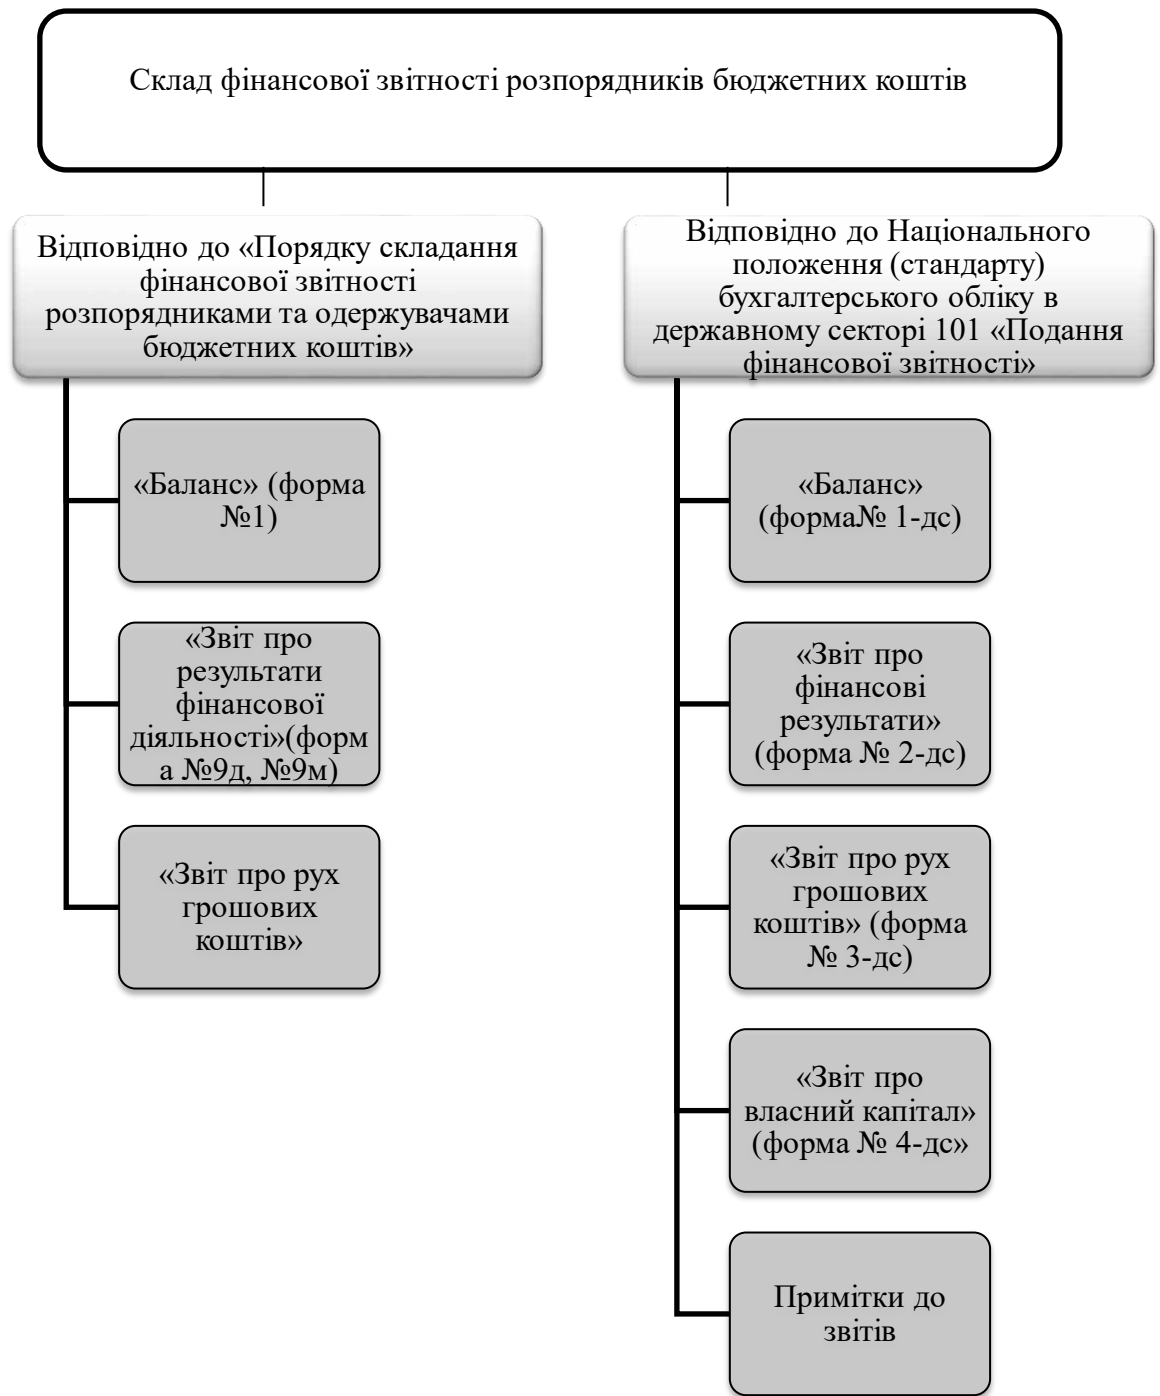 Склад фінансової звітності розпорядників бюджетних коштів
Відповідно до «Порядку складання
фінансової звітності
розпорядниками та одержувачами
бюджетних коштів»
«Баланс» (форма
№1)
«Звіт про
результати
фінансової
діяльності»(форм
а №9д, №9м)
«Звіт про рух
грошових
коштів»
Відповідно до Національного
положення (стандарту)
бухгалтерського обліку в
державному секторі 101 «Подання
фінансової звітності»
«Баланс»
(форма№ 1-дс)
«Звіт про
фінансові
результати»
(форма № 2-дс)
«Звіт про рух
грошових
коштів» (форма
№ 3-дс)
«Звіт про
власний капітал»
(форма № 4-дс»
Примітки до
звітів